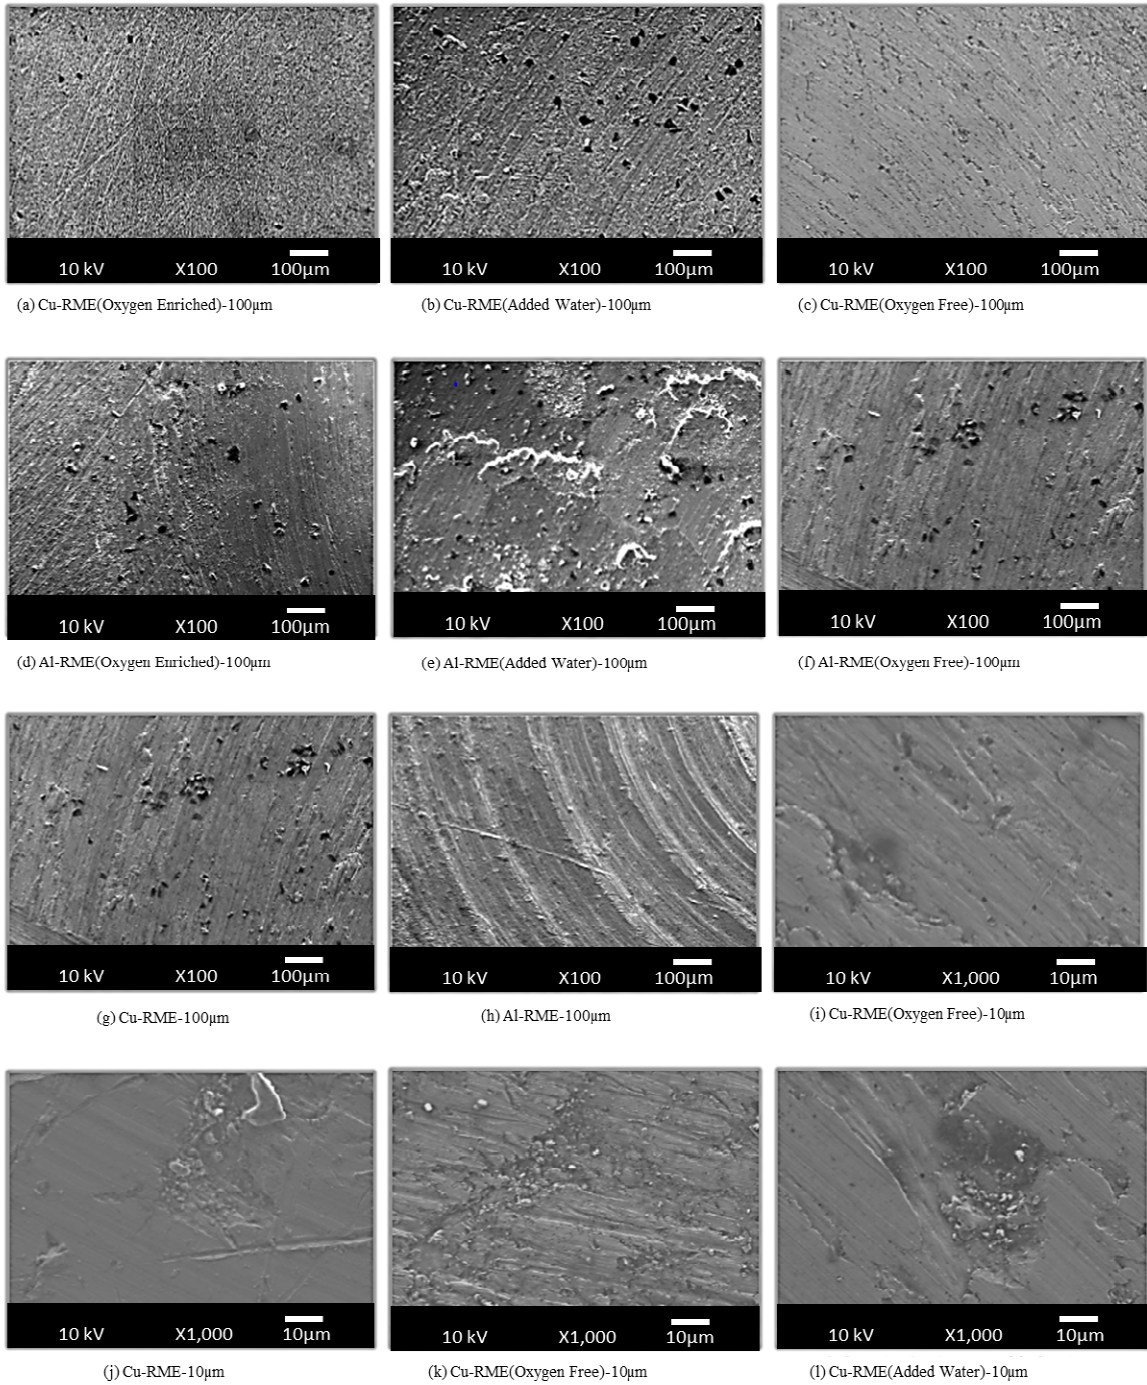 10 kV X100 100μm
10 kV X100 100μm
10 kV X100 100μm
(a) Cu-RME(Oxygen Enriched)-100μm
(b) Cu-RME(Added Water)-100μm
(c) Cu-RME(Oxygen Free)-100μm
10 kV X100 100μm
10 kV X100 100μm
10 kV X100 100μm
(d) Al-RME(Oxygen Enriched)-100μm
(e) Al-RME(Added Water)-100μm
(f) Al-RME(Oxygen Free)-100μm
10 kV X100 100μm
10 kV X100 100μm
10 kV X1,000 10μm
(g) Cu-RME-100μm
(h) Al-RME-100μm
(i) Cu-RME(Oxygen Free)-10μm
10 kV X1,000 10μm
10 kV X1,000 10μm
10 kV X1,000 10μm
(j) Cu-RME-10μm
(k) Cu-RME(Oxygen Free)-10μm
(l) Cu-RME(Added Water)-10μm